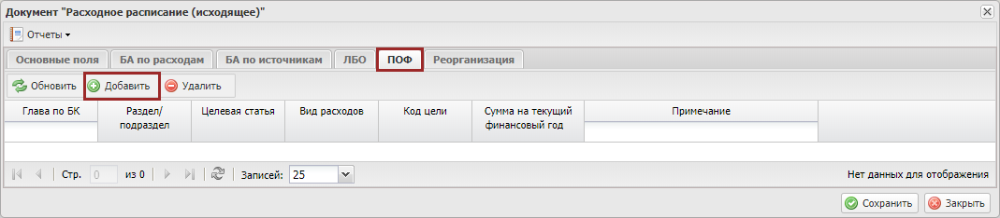 Документ "Расходное расписание (исходящее)"
Отчеты
Основные поля БА по расходам БА по источникам ЛБО ПОФ Реорганизация
Обновить Добавить Удалить
Глава по БК Раздел/ подраздел Целевая статья Вид расходов Код цели Сумма на текущий финансовый год Примечание
Стр. 0 из 0 Записей: 25 Нет данных для отображения
Сохранить Закрыть